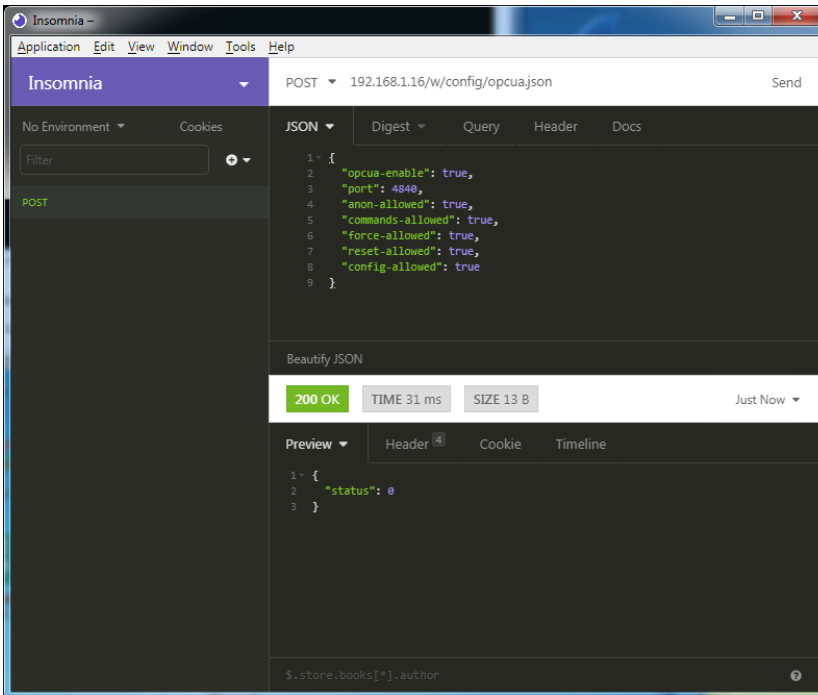 Insomnia –
Application Edit View Window Tools Help
Insomnia
POST 192.168.1.16/w/config/opcua.json Send
No Environment Cookies
JSON Digest Query Header Docs
Filter
POST
1 {
2 "opcua-enable": true,
3 "port": 4840,
4 "anon-allowed": true,
5 "commands-allowed": true,
6 "force-allowed": true,
7 "reset-allowed": true,
8 "config-allowed": true
9 }
Beautify JSON
200 OK TIME 31 ms SIZE 13 B Just Now
Preview Header 4 Cookie Timeline
1 {
2 "status": 0
3 }
$.store.books[*].author